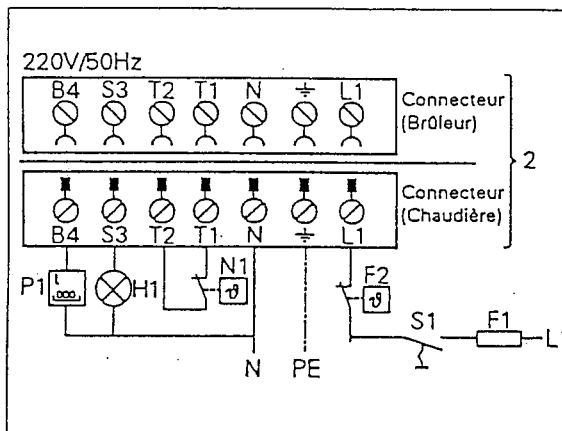 220V/50Hz
B4 S3 T2 T1 N L1
Connecteur
(Brûleur)
2
Connecteur
(Chaudière)
B4 S3 T2 T1 N L1
P1 H1 N1 F2
ϑ ϑ
S1 F1 L
N PE